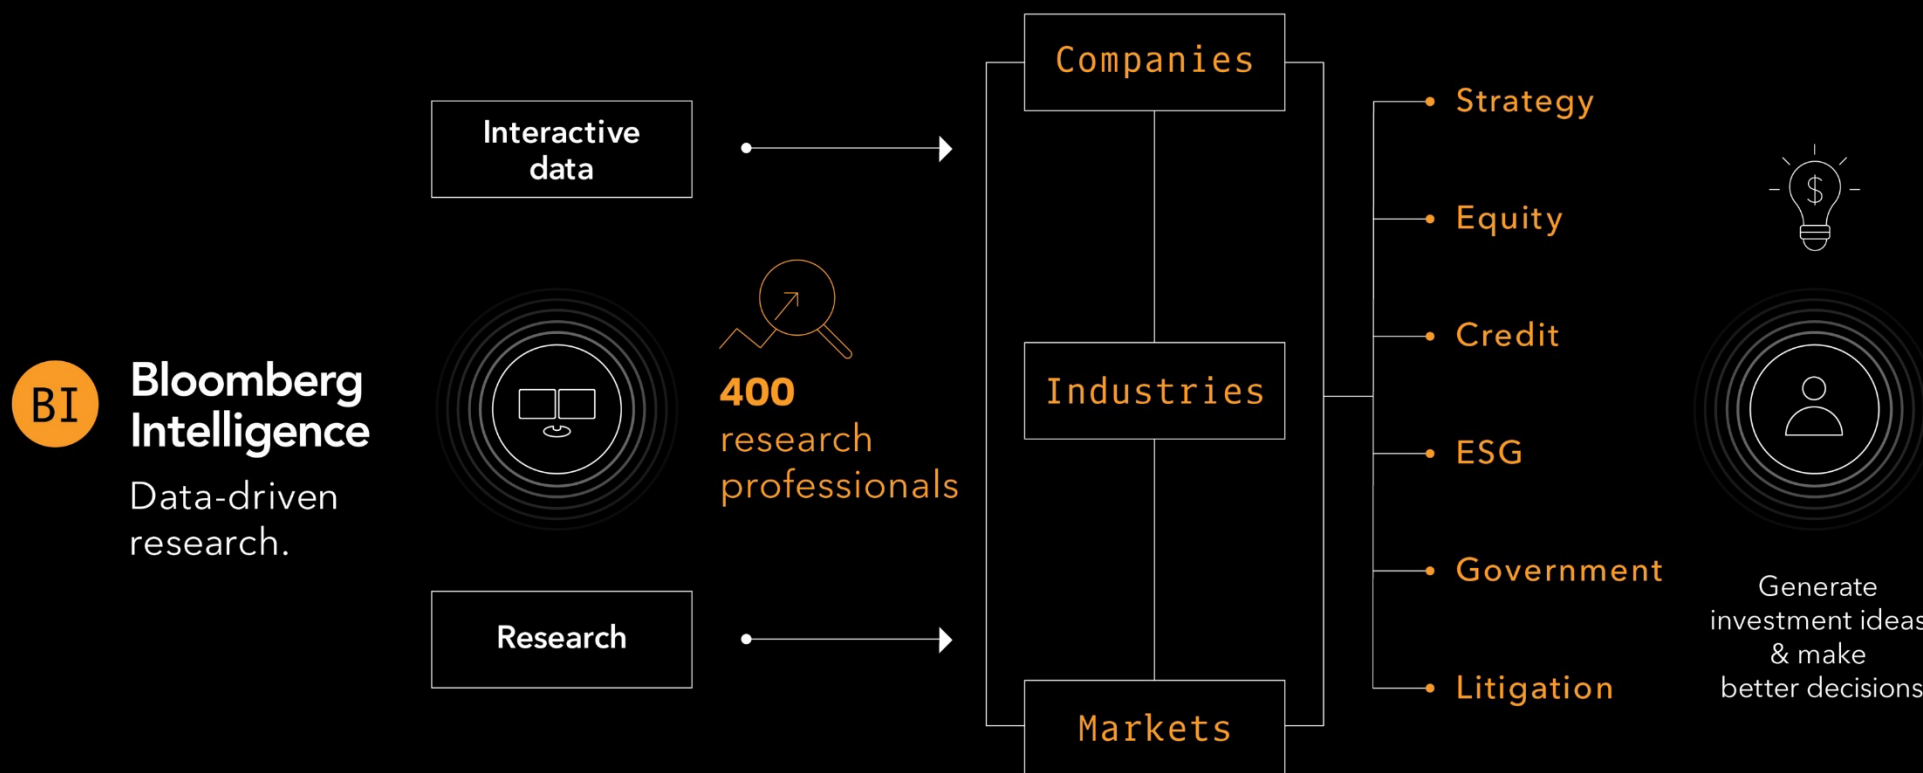 BI
Bloomberg
Intelligence
Data-driven
research.
Interactive
data
400
research
professionals
Research
Companies
Industries
Markets
Strategy
Equity
Credit
ESG
Government
Litigation
$
Generate
investment ideas
& make
better decisions